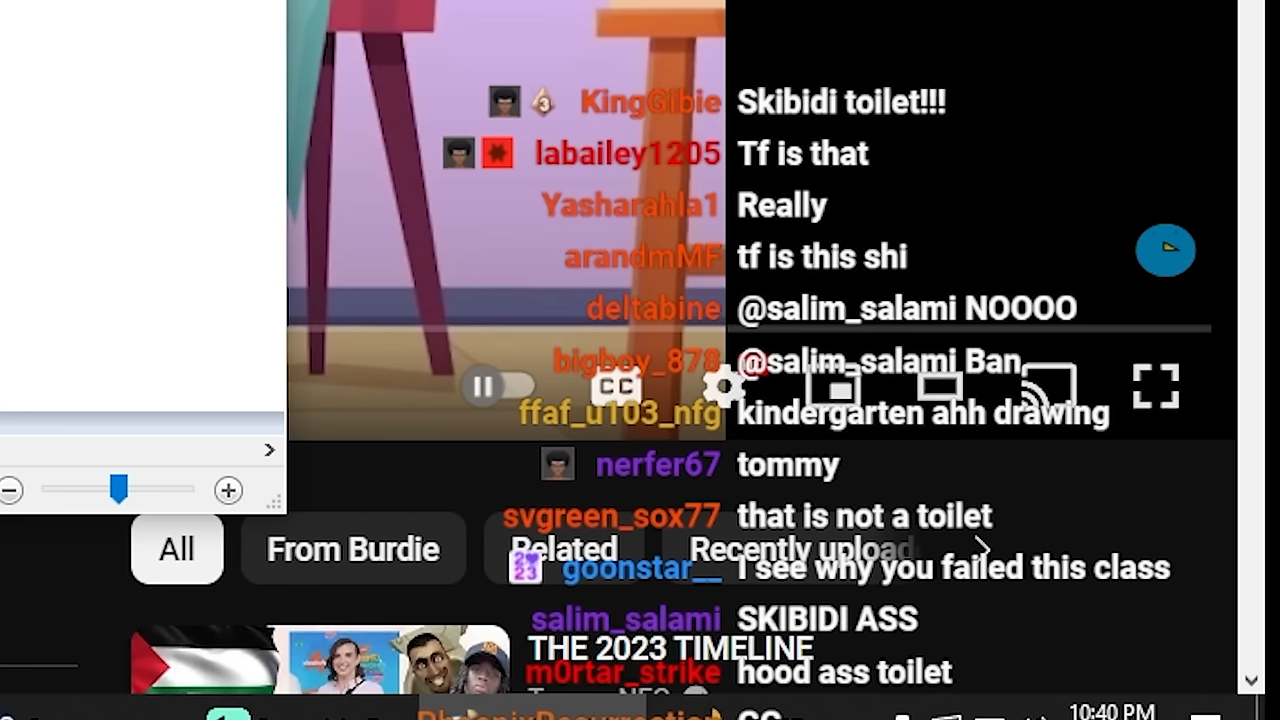 KingGibie Skibidi toilet!!!
labailey1205 Tf is that
Yasharahla1 Really
arandmMF tf is this shi
deltabine @salim_salami NOOOO
bigboy_878 @salim_salami Ban
CC
ffaf_u103_nfg kindergarten ahh drawing
nerfer67 tommy
svgreen_sox77 that is not a toilet
All From Burdie Related Recently upload
2023 goonstar__ I see why you failed this class
salim_salami SKIBIDI ASS
THE 2023 TIMELINE
m0rtar_strike hood ass toilet
PhoenixResurrection
10:40 PM